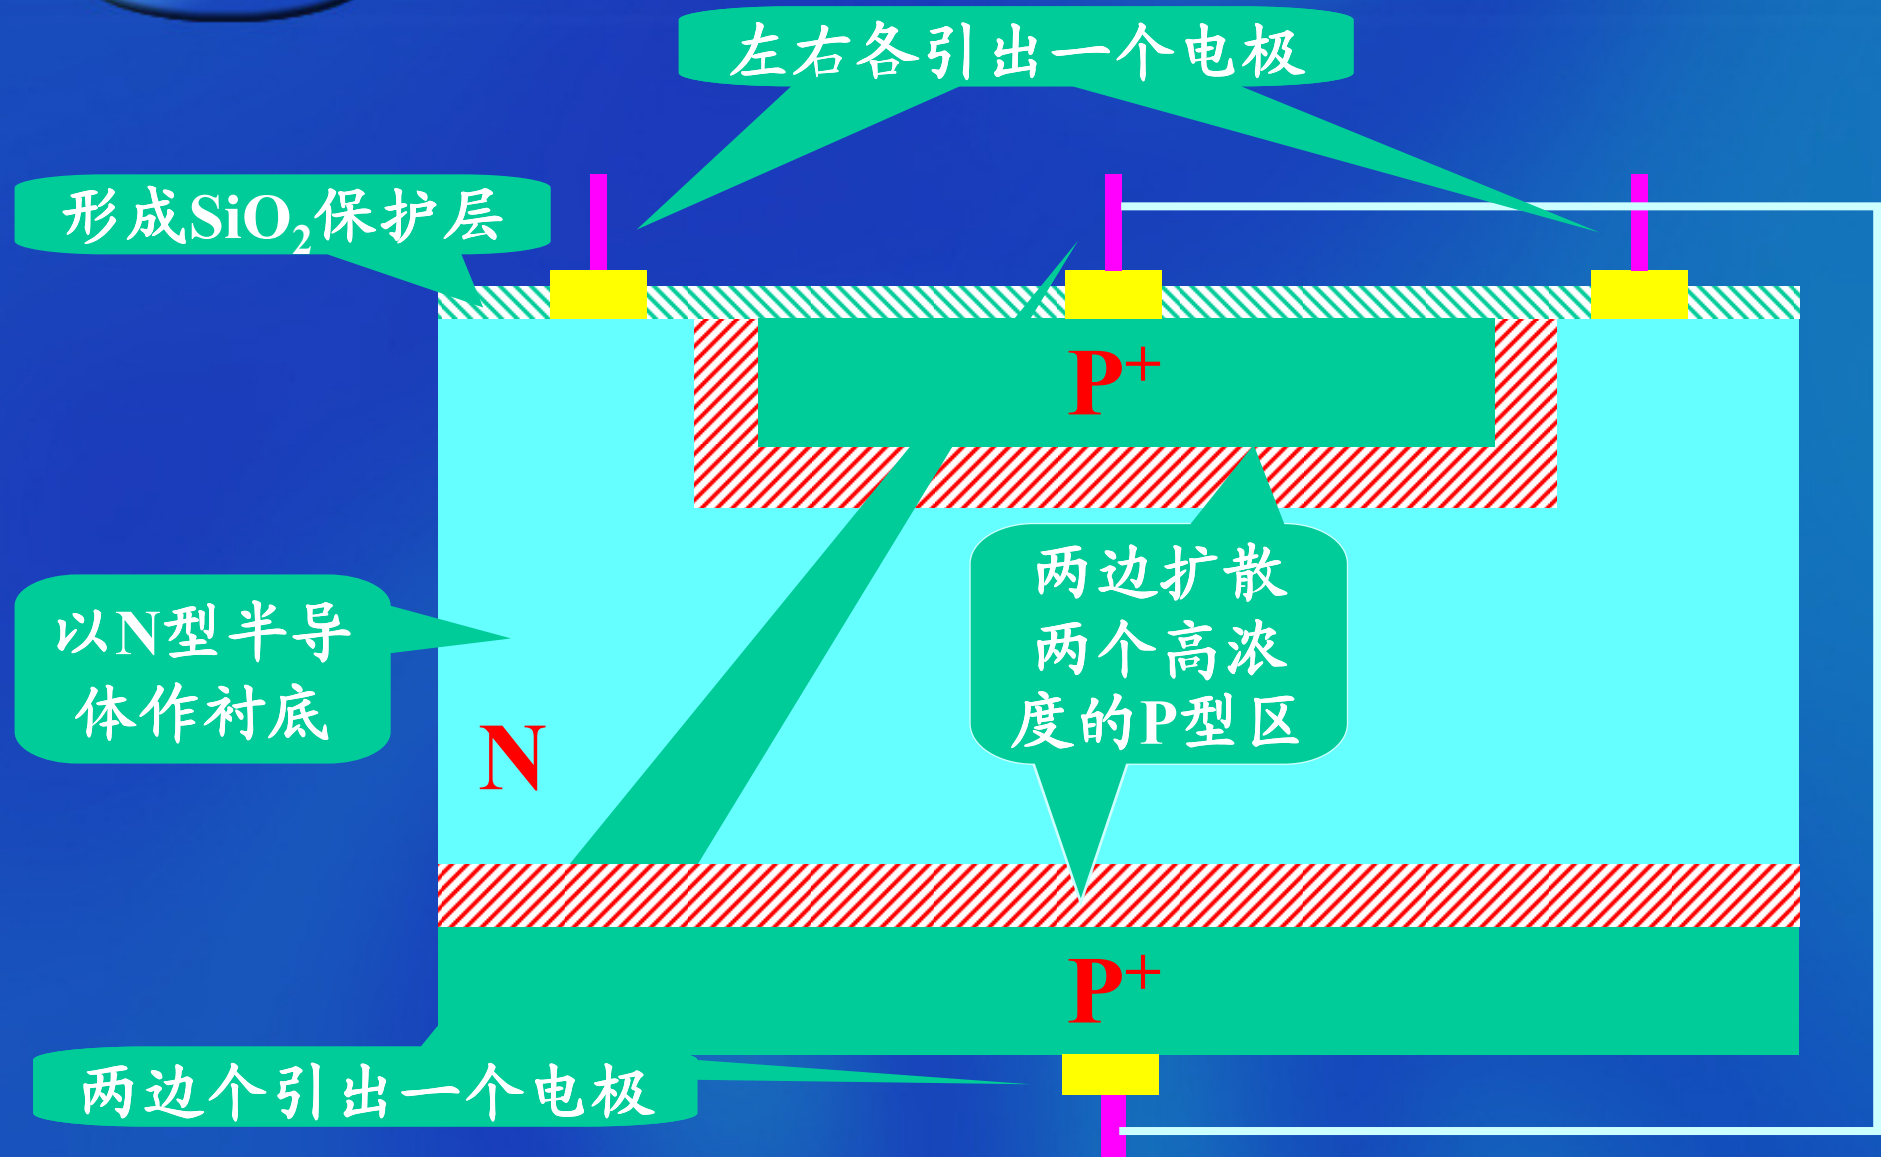 左右各引出一个电极
形成SiO₂保护层
P⁺
两边扩散
两个高浓
度的P型区
以N型半导
体作衬底
N
P⁺
两边个引出一个电极